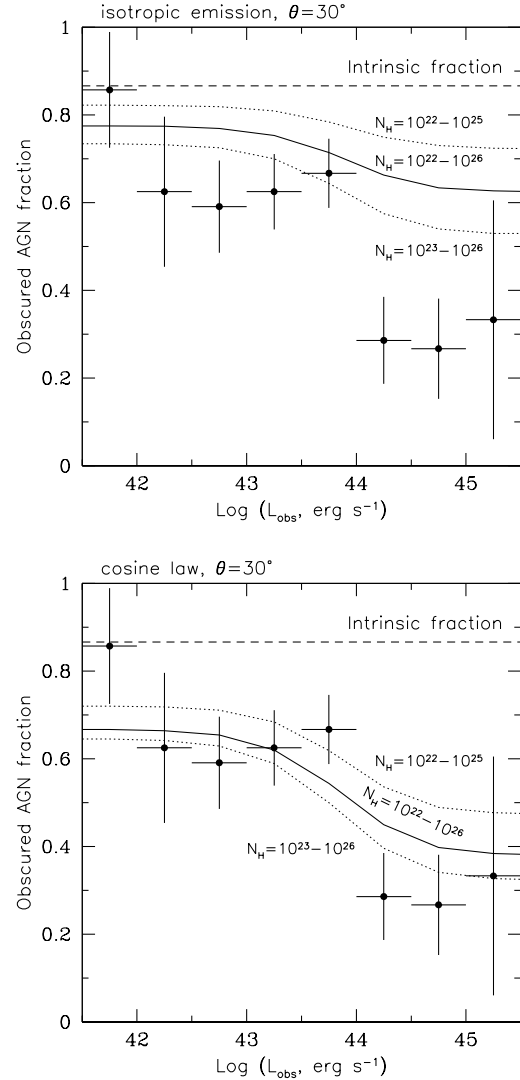 isotropic emission, θ=30°
1
Intrinsic fraction
N_H=10^22−10^25
0.8
N_H=10^22−10^26
0.6
N_H=10^23−10^26
0.4
0.2
0
Obscured AGN fraction
42 43 44 45
Log (L_obs, erg s^−1)
cosine law, θ=30°
1
Intrinsic fraction
0.8
N_H=10^22−10^25
0.6
N_H=10^22−10^26
N_H=10^23−10^26
0.4
0.2
0
Obscured AGN fraction
42 43 44 45
Log (L_obs, erg s^−1)